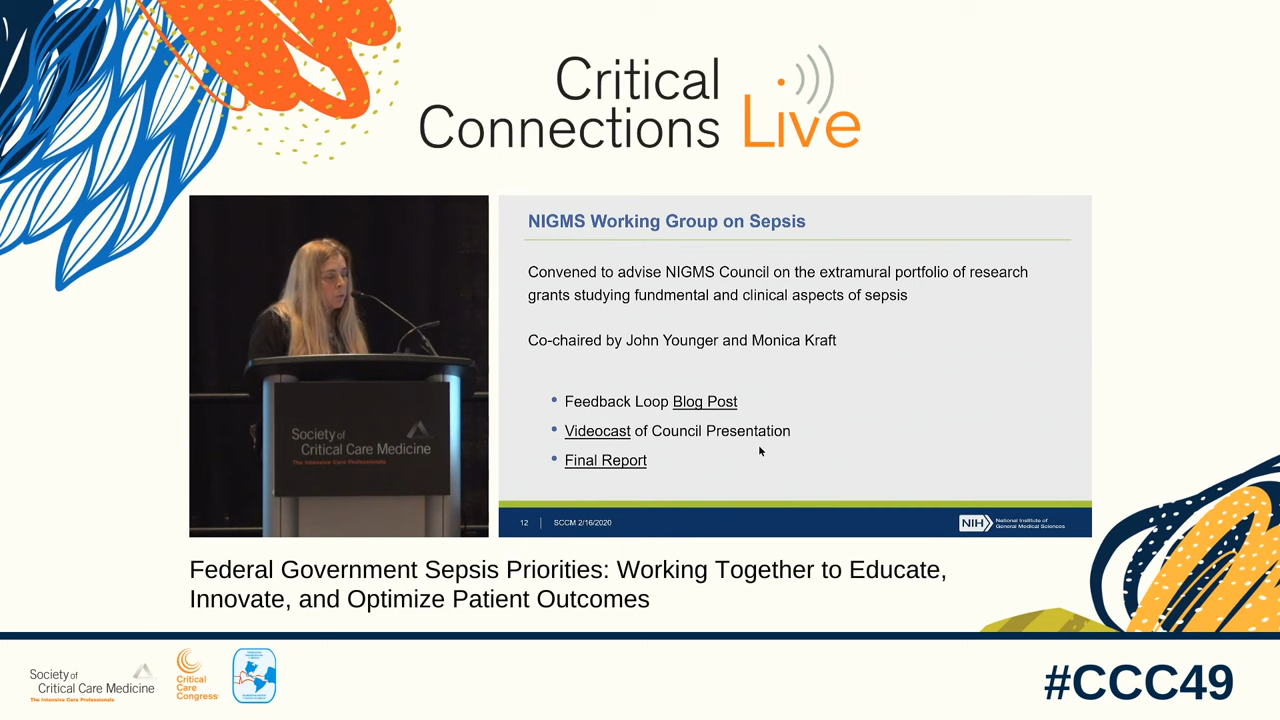 Critical
Connections Live
NIGMS Working Group on Sepsis
Convened to advise NIGMS Council on the extramural portfolio of research
grants studying fundmental and clinical aspects of sepsis
Co-chaired by John Younger and Monica Kraft
• Feedback Loop Blog Post
• Videocast of Council Presentation
• Final Report
12 | SCCM 2/16/2020
NIH National Institute of
General Medical Sciences
Society of
Critical Care Medicine
The Intensive Care Professionals
Federal Government Sepsis Priorities: Working Together to Educate,
Innovate, and Optimize Patient Outcomes
Society of
Critical Care Medicine
The Intensive Care Professionals
Critical
Care
Congress
#CCC49